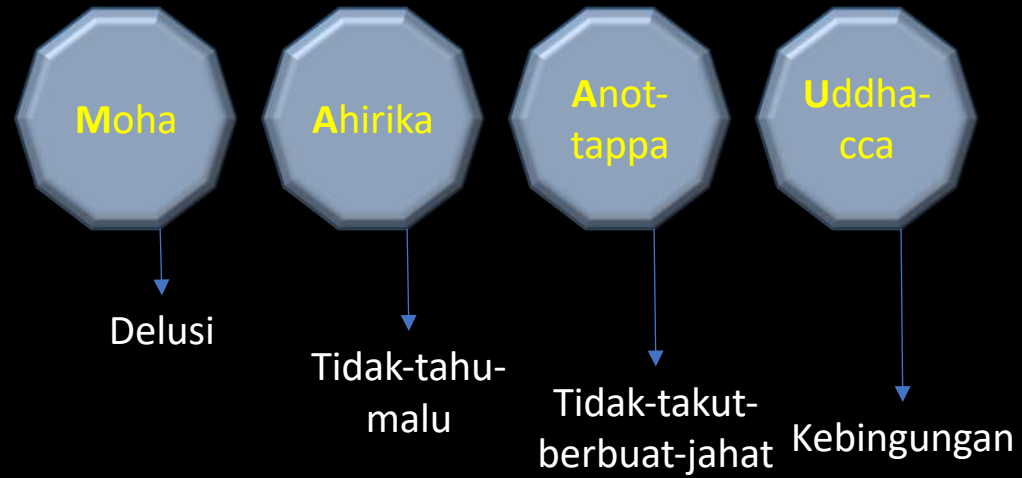 Moha
Ahirika
Anot-
tappa
Uddha-
cca
Delusi
Tidak-tahu-
malu
Tidak-takut-
berbuat-jahat
Kebingungan